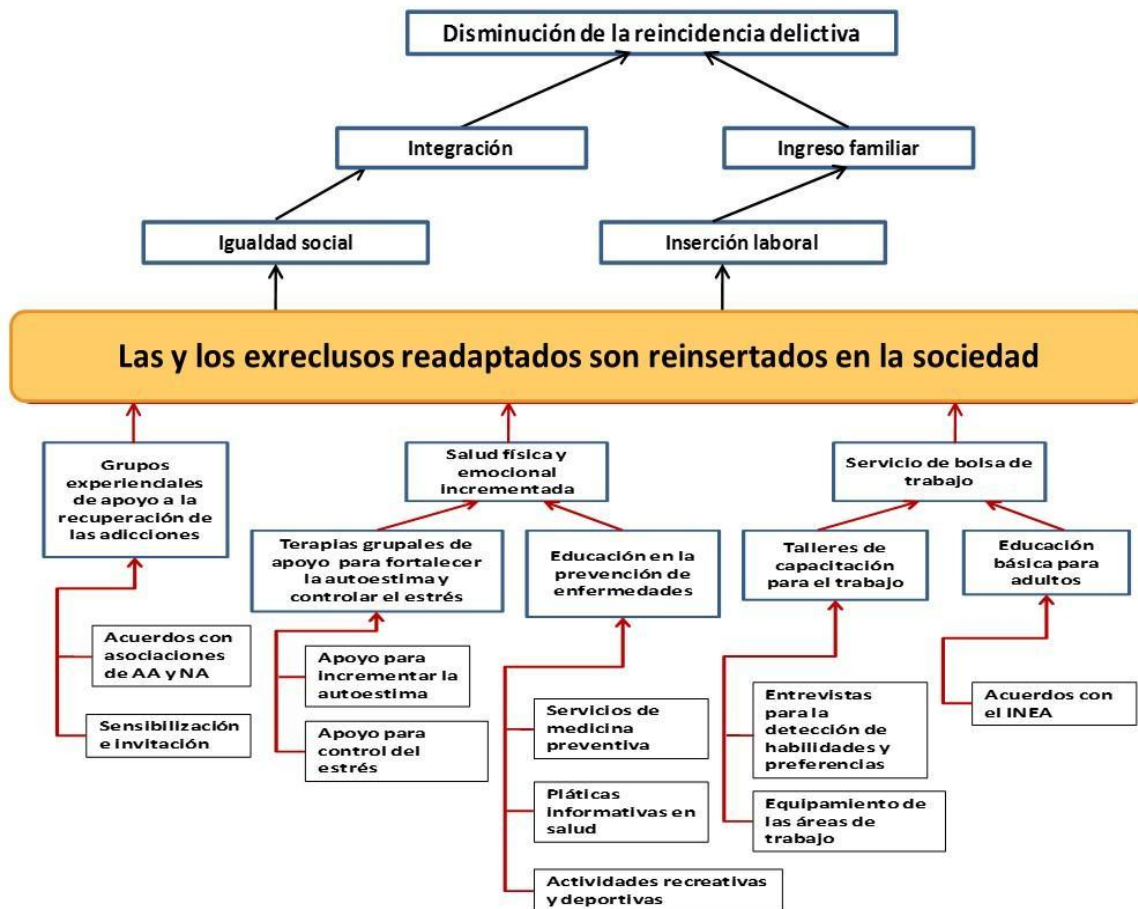 Disminución de la reincidencia delictiva
Integración
Ingreso familiar
Igualdad social
Inserción laboral
Las y los exreclusos readaptados son reinsertados en la sociedad
Grupos
experienciales
de apoyo a la
recuperación de
las adicciones
Salud física y
emocional
incrementada
Servicio de bolsa de
trabajo
Terapias grupales de
apoyo para fortalecer
la autoestima y
controlar el estrés
Educación en la
prevención de
enfermedades
Talleres de
capacitación
para el trabajo
Educación
básica para
adultos
Acuerdos con
asociaciones
de AA y NA
Sensibilización
e invitación
Apoyo para
incrementar la
autoestima
Apoyo para
control del
estrés
Servicios de
medicina
preventiva
Pláticas
informativas en
salud
Actividades recreativas
y deportivas
Entrevistas
para la
detección de
habilidades y
preferencias
Equipamiento de
las áreas de
trabajo
Acuerdos con
el INEA